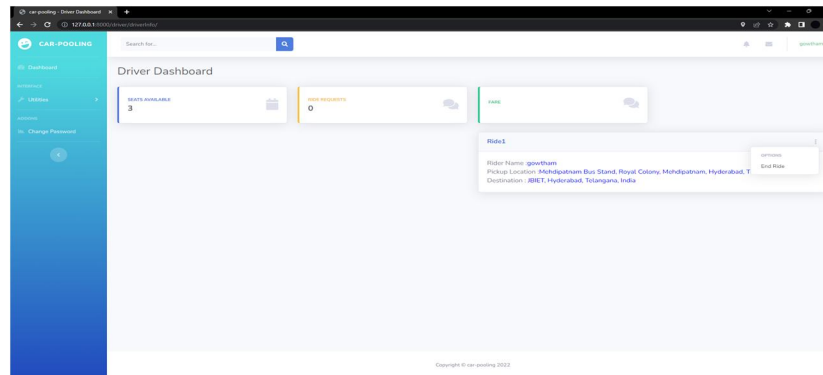 car-pooling - Driver Dashboard
127.0.0.1:8000/driver/driverInfo/
CAR-POOLING
Search for...
gowtham
Dashboard
INTERFACE
Utilities
Change Password
Driver Dashboard
SEATS AVAILABLE
3
RIDE REQUESTS
0
FARE
Ride1
OPTIONS:
End Ride
Rider Name :gowtham
Pickup Location :Mehdipatnam Bus Stand, Royal Colony, Mehdipatnam, Hyderabad, T
Destination : JBIET, Hyderabad, Telangana, India
Copyright © car-pooling 2022